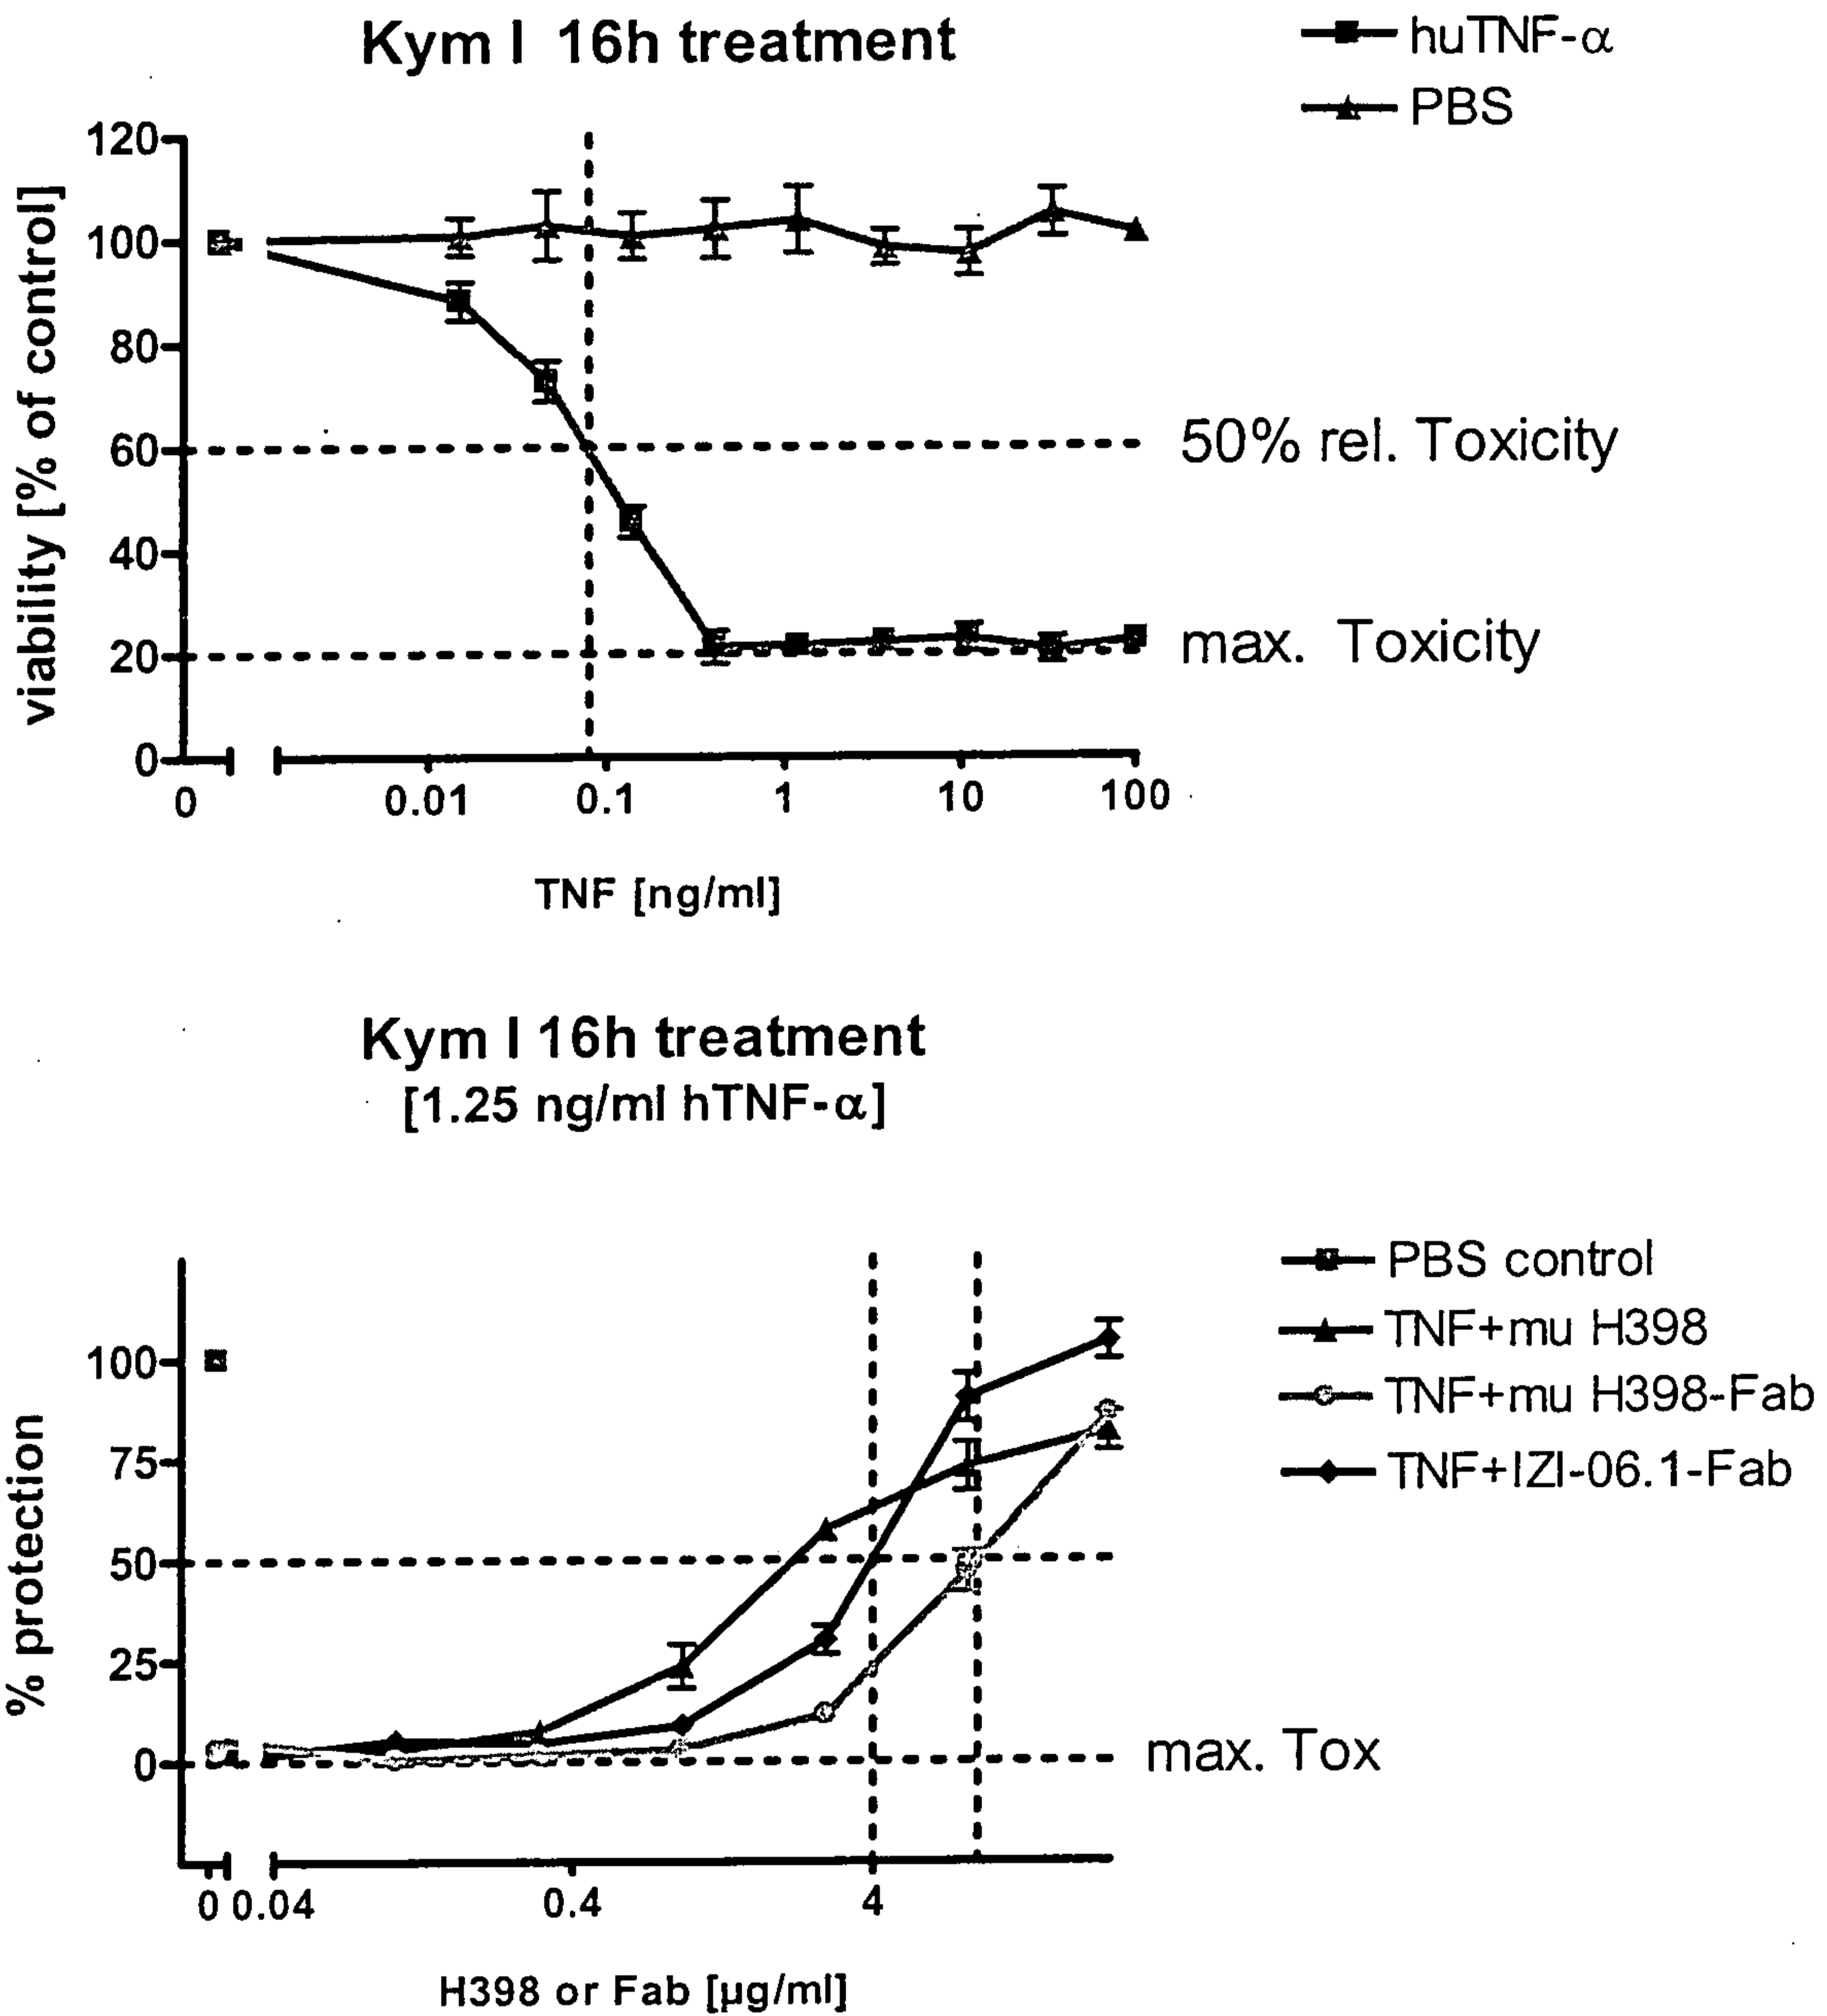 Kym I 16h treatment
huTNF-α
PBS
120
100
80
60
40
20
0
viability [% of control]
50% rel. Toxicity
max. Toxicity
0 0.01 0.1 1 10 100
TNF [ng/ml]
Kym I 16h treatment
[1.25 ng/ml hTNF-α]
PBS control
TNF+mu H398
TNF+mu H398-Fab
TNF+IZI-06.1-Fab
100
75
50
25
0
% protection
max. Tox
0 0.04 0.4 4
H398 or Fab [µg/ml]